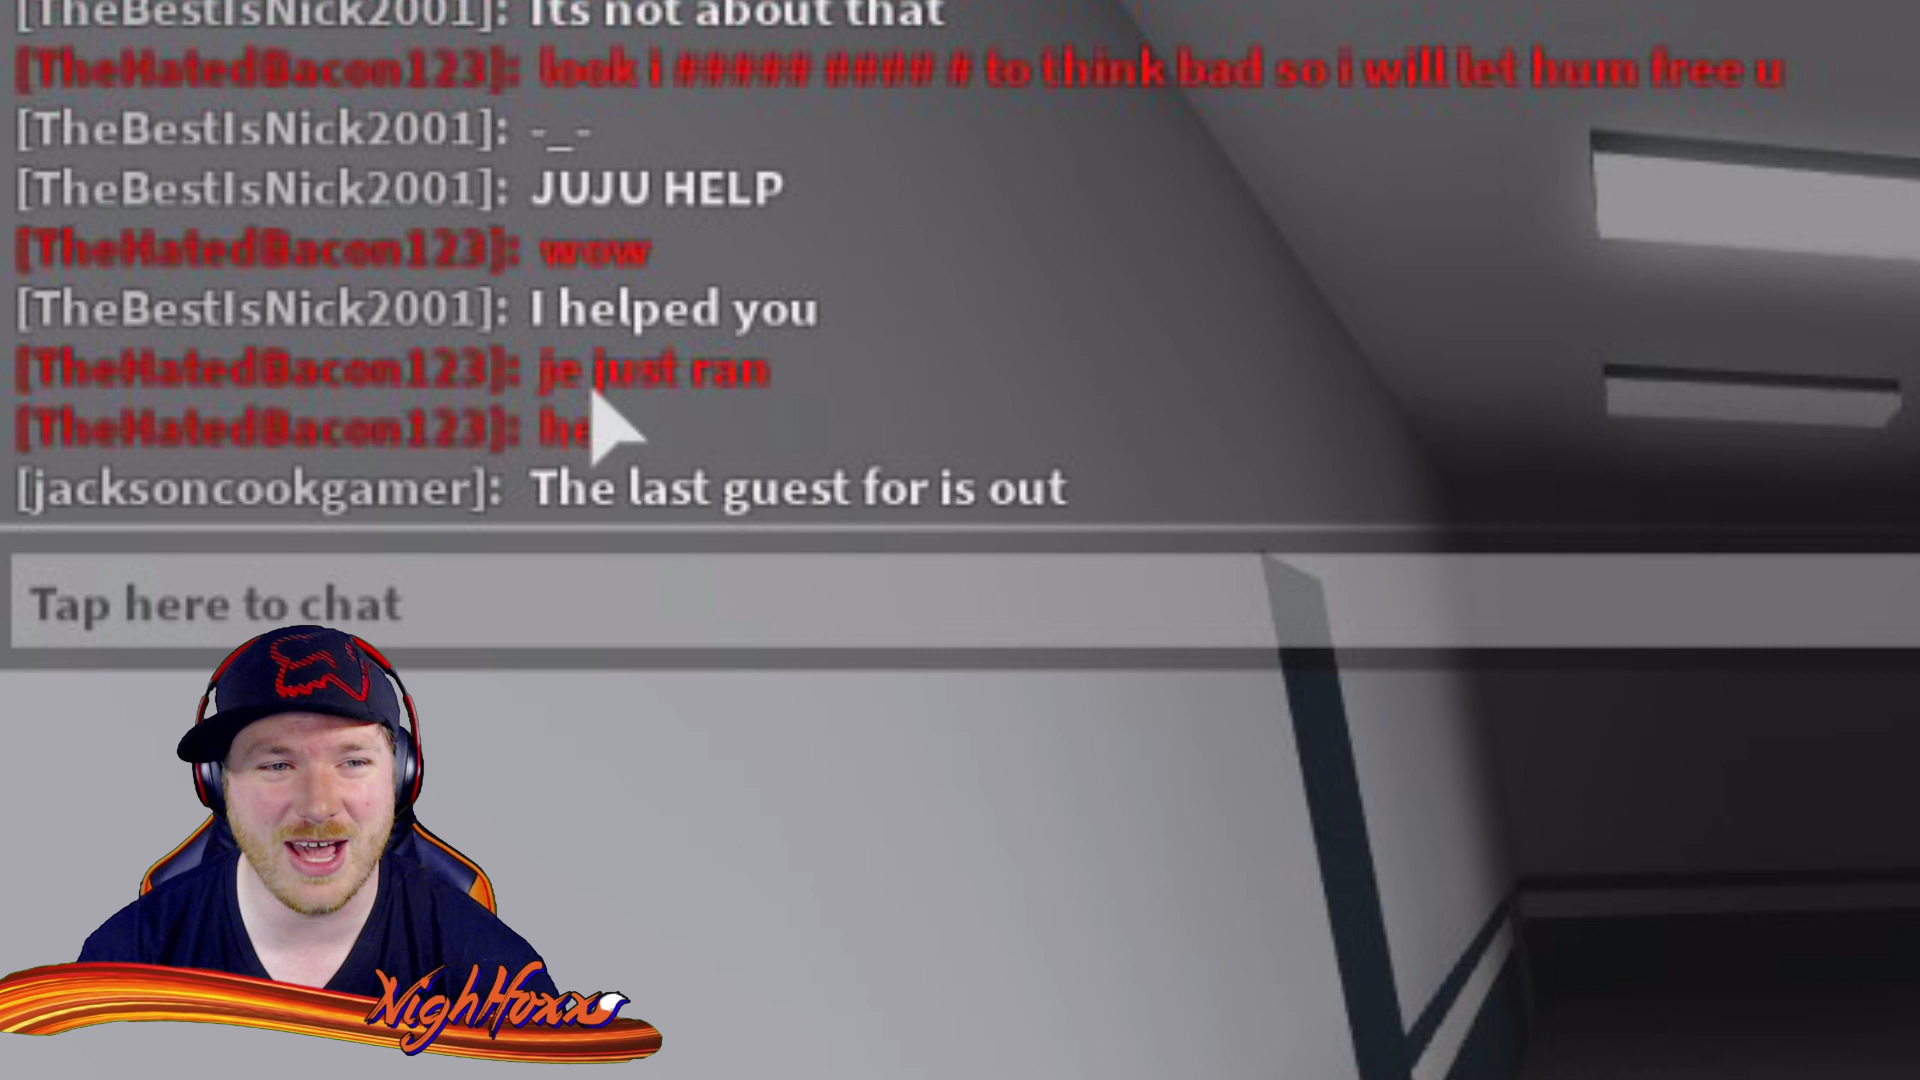 [TheBestIsNick2001]: Its not about that
[TheHatedBacon123]: look i ##### #### # to think bad so i will let hum free u
[TheBestIsNick2001]: -_-
[TheBestIsNick2001]: JUJU HELP
[TheHatedBacon123]: wow
[TheBestIsNick2001]: I helped you
[TheHatedBacon123]: je just ran
[TheHatedBacon123]: he
[jacksoncookgamer]: The last guest for is out
Tap here to chat
NighHfoxx